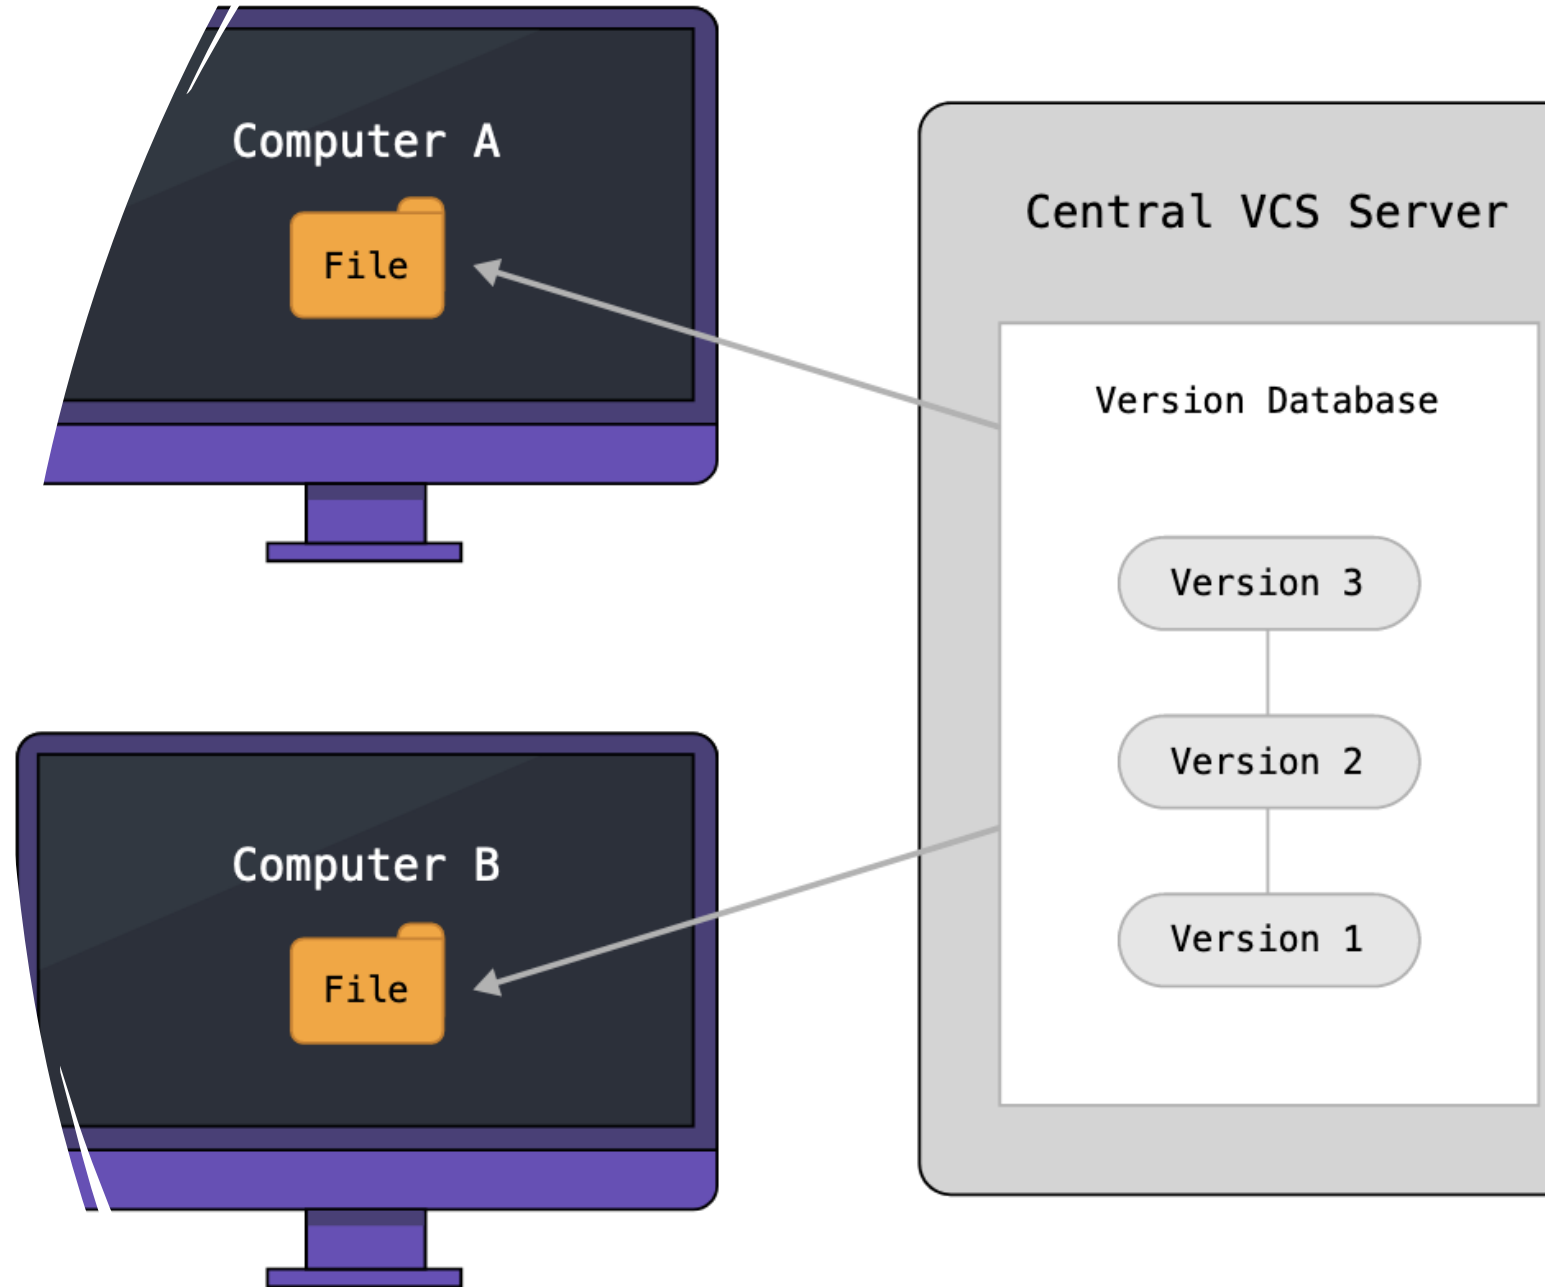 Computer A
File
Computer B
File
Central VCS Server
Version Database
Version 3
Version 2
Version 1